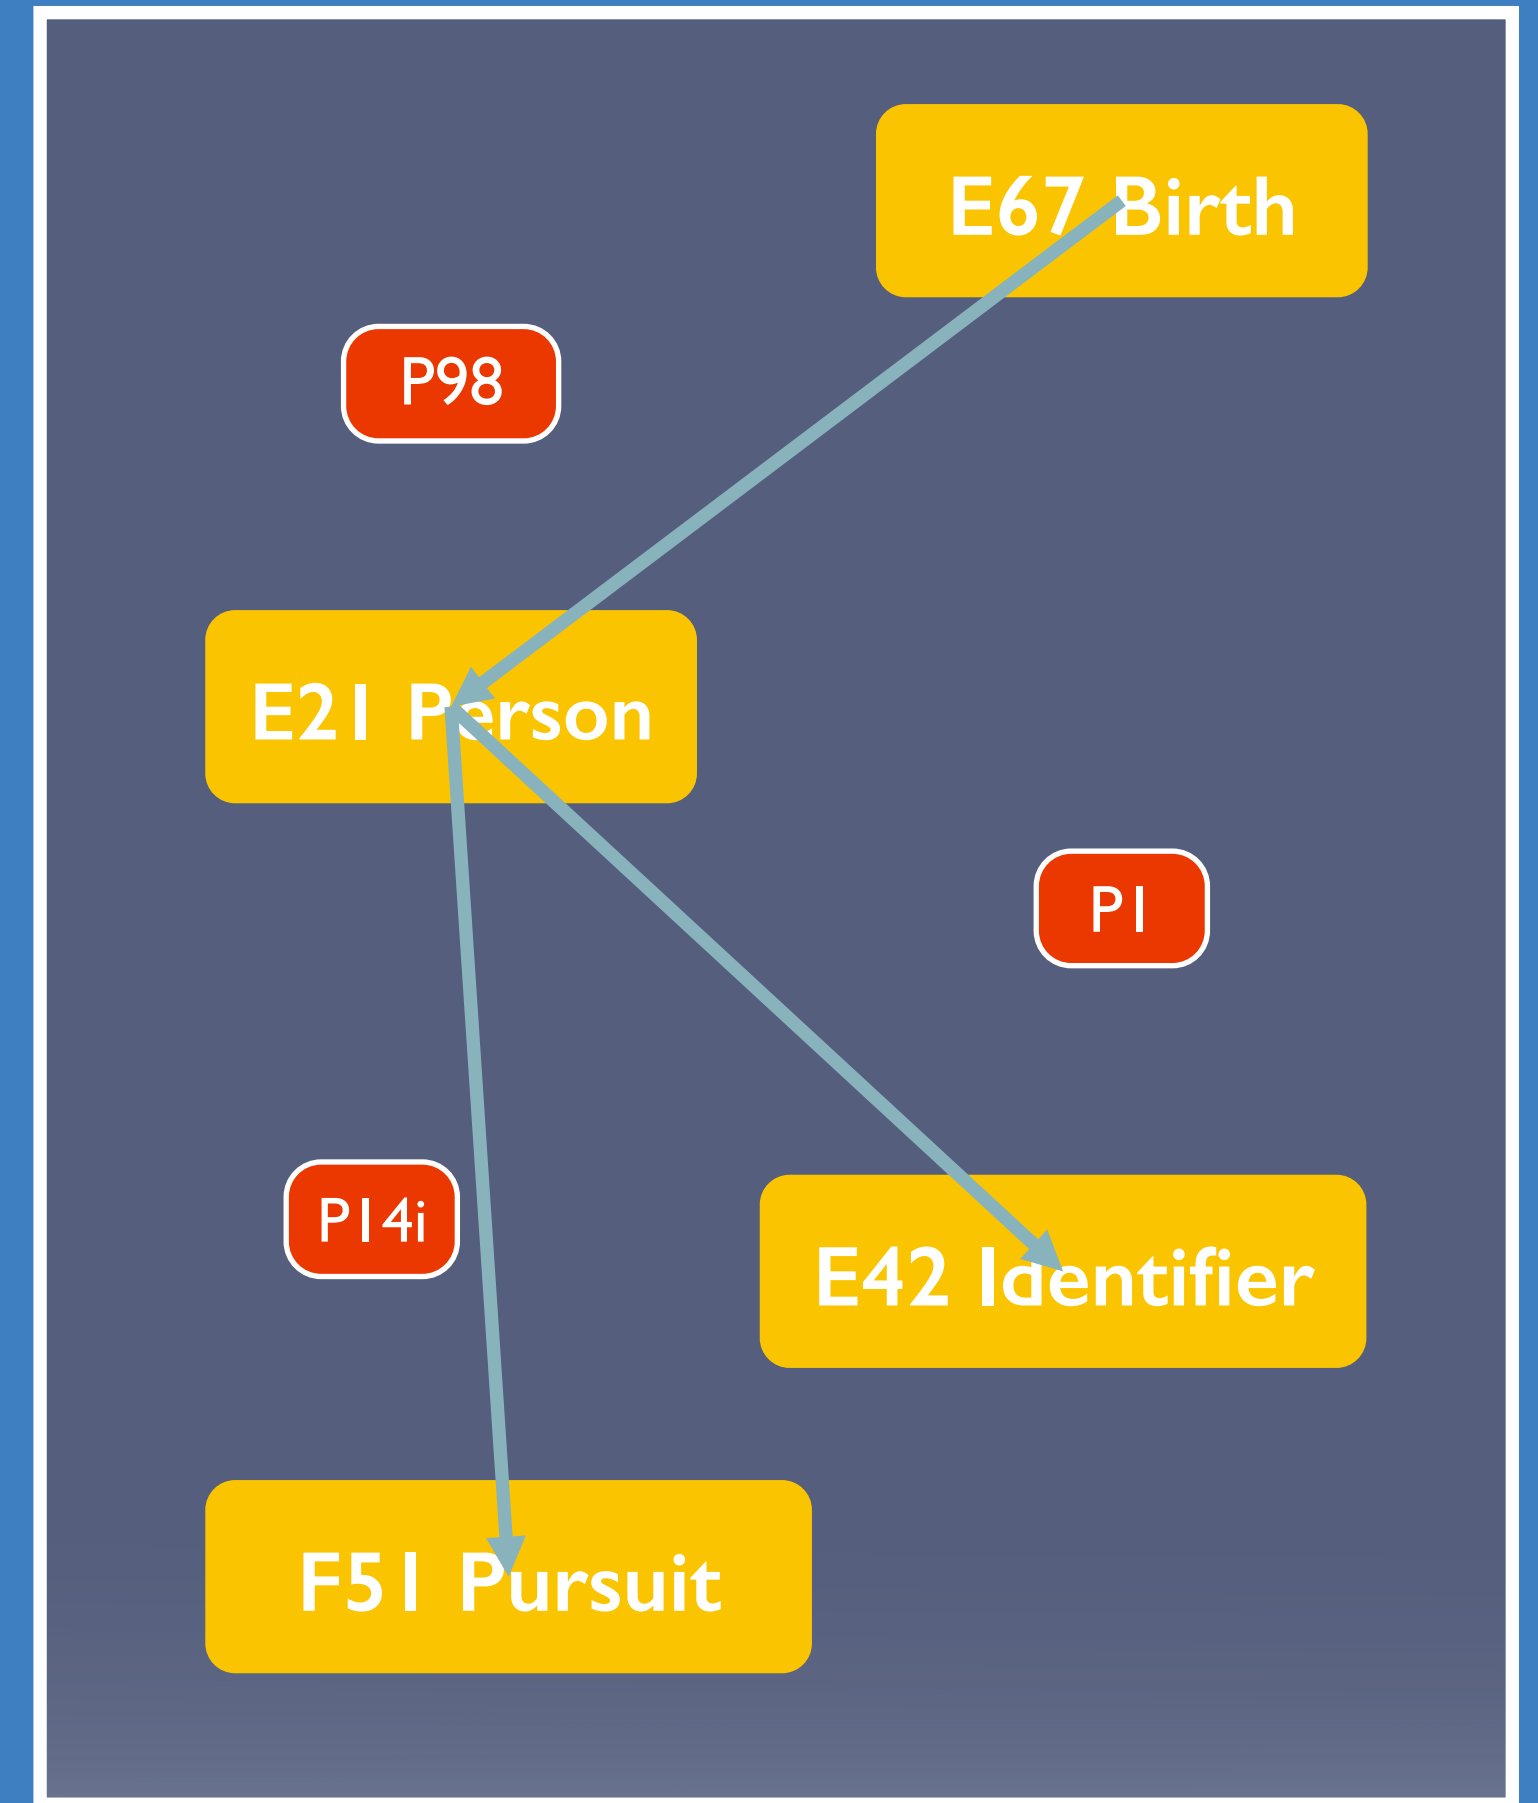 E67 Birth
P98
E21 Person
P1
P14i
E42 Identifier
F51 Pursuit